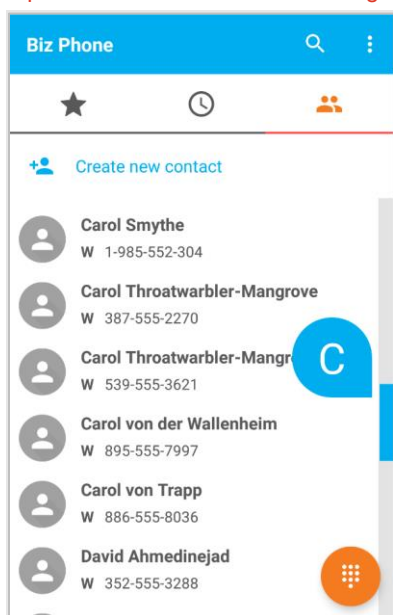 Biz Phone
Create new contact
Carol Smythe
W 1-985-552-304
Carol Throatwarbler-Mangrove
W 387-555-2270
Carol Throatwarbler-Mangr
C
W 539-555-3621
Carol von der Wallenheim
W 895-555-7997
Carol von Trapp
W 886-555-8036
David Ahmedinejad
W 352-555-3288